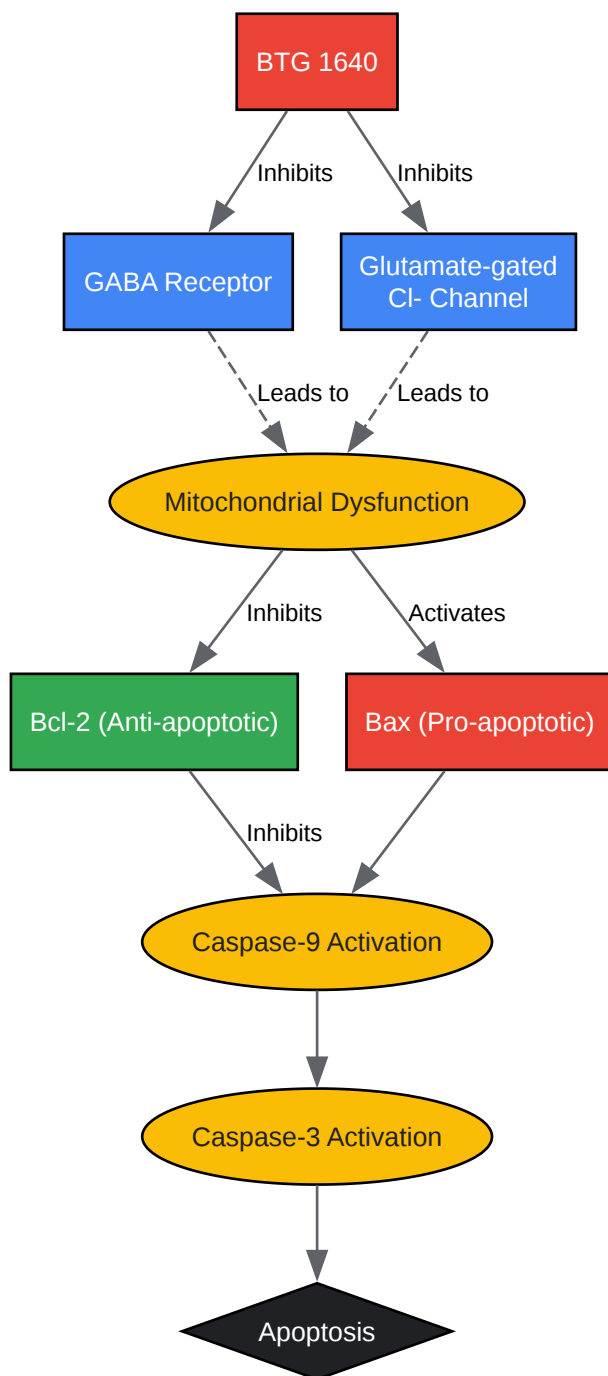 BTG 1640
Inhibits
Inhibits
GABA Receptor
Glutamate-gated
Cl- Channel
Leads to
Leads to
Mitochondrial Dysfunction
Inhibits
Activates
Bcl-2 (Anti-apoptotic)
Bax (Pro-apoptotic)
Inhibits
Caspase-9 Activation
Caspase-3 Activation
Apoptosis